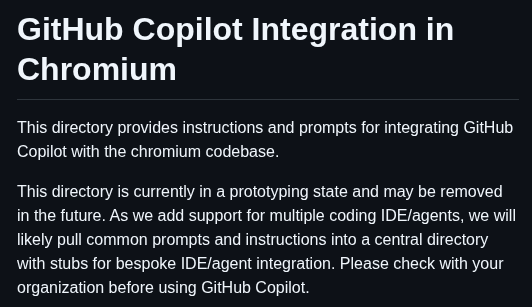 GitHub Copilot Integration in
Chromium
This directory provides instructions and prompts for integrating GitHub
Copilot with the chromium codebase.
This directory is currently in a prototyping state and may be removed
in the future. As we add support for multiple coding IDE/agents, we will
likely pull common prompts and instructions into a central directory
with stubs for bespoke IDE/agent integration. Please check with your
organization before using GitHub Copilot.